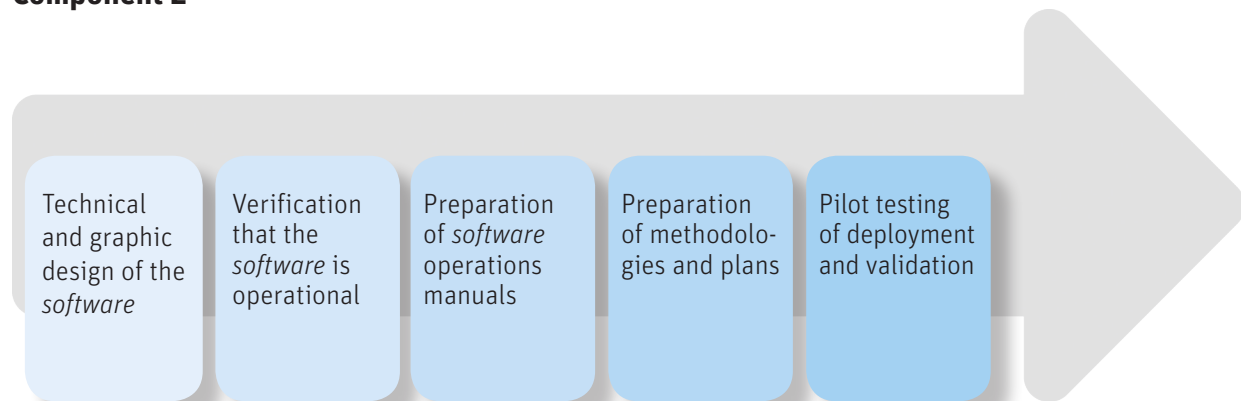 Component 2
Technical
and graphic
design of the
software
Verification
that the
software is
operational
Preparation
of software
operations
manuals
Preparation
of methodolo-
gies and plans
Pilot testing
of deployment
and validation